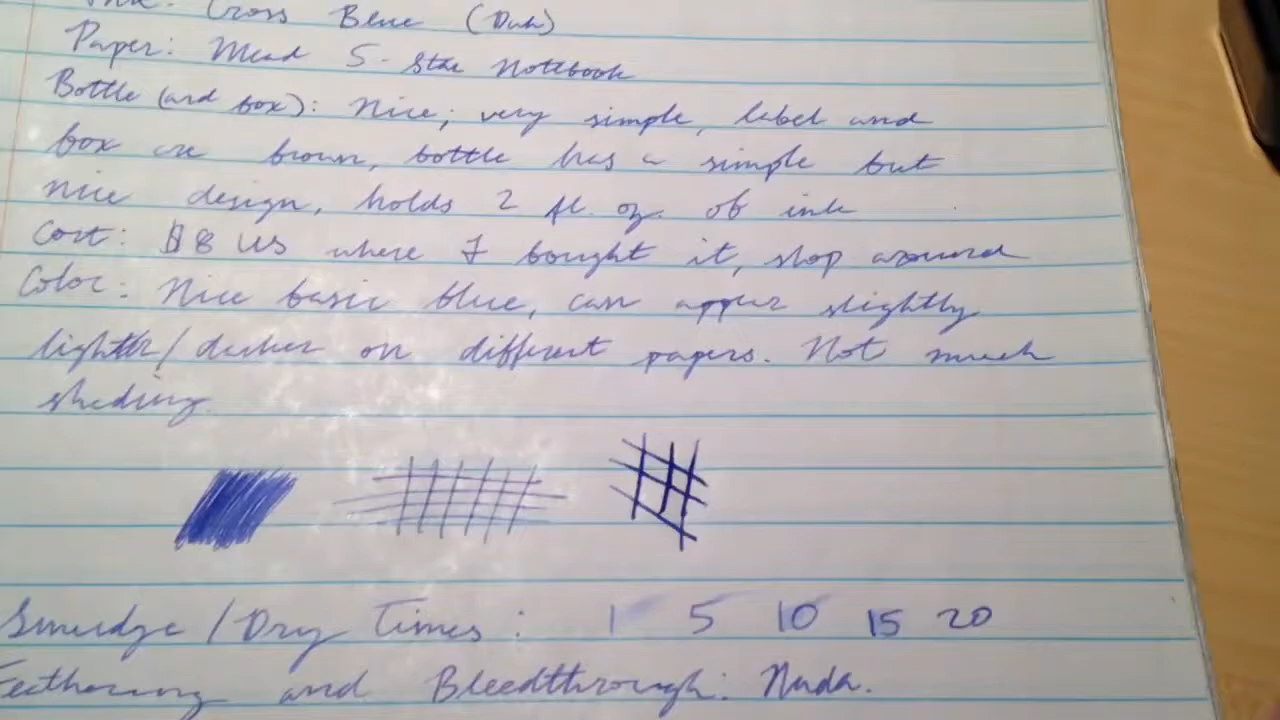 Ink: Cross Blue (Duh)
Paper: Mead 5-Star Notebook
Bottle (and box): Nice; very simple, label and
box are brown, bottle has a simple but
nice design, holds 2 fl. oz. of ink
Cost: $8 US where I bought it, shop around
Color: Nice basic blue, can appear slightly
lighter/darker on different papers. Not much
shading.
Smudge/Dry Times: 1 5 10 15 20
Feathering and Bleedthrough: Nada.